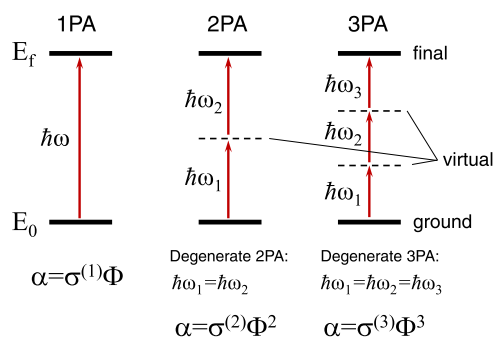 1PA
2PA
3PA
E_f
final
ħω₃
ħω₂
ħω
ħω₂
virtual
ħω₁
ħω₁
E₀
ground
Degenerate 2PA:
Degenerate 3PA:
ħω₁=ħω₂
ħω₁=ħω₂=ħω₃
α=σ⁽¹⁾Φ
α=σ⁽²⁾Φ²
α=σ⁽³⁾Φ³